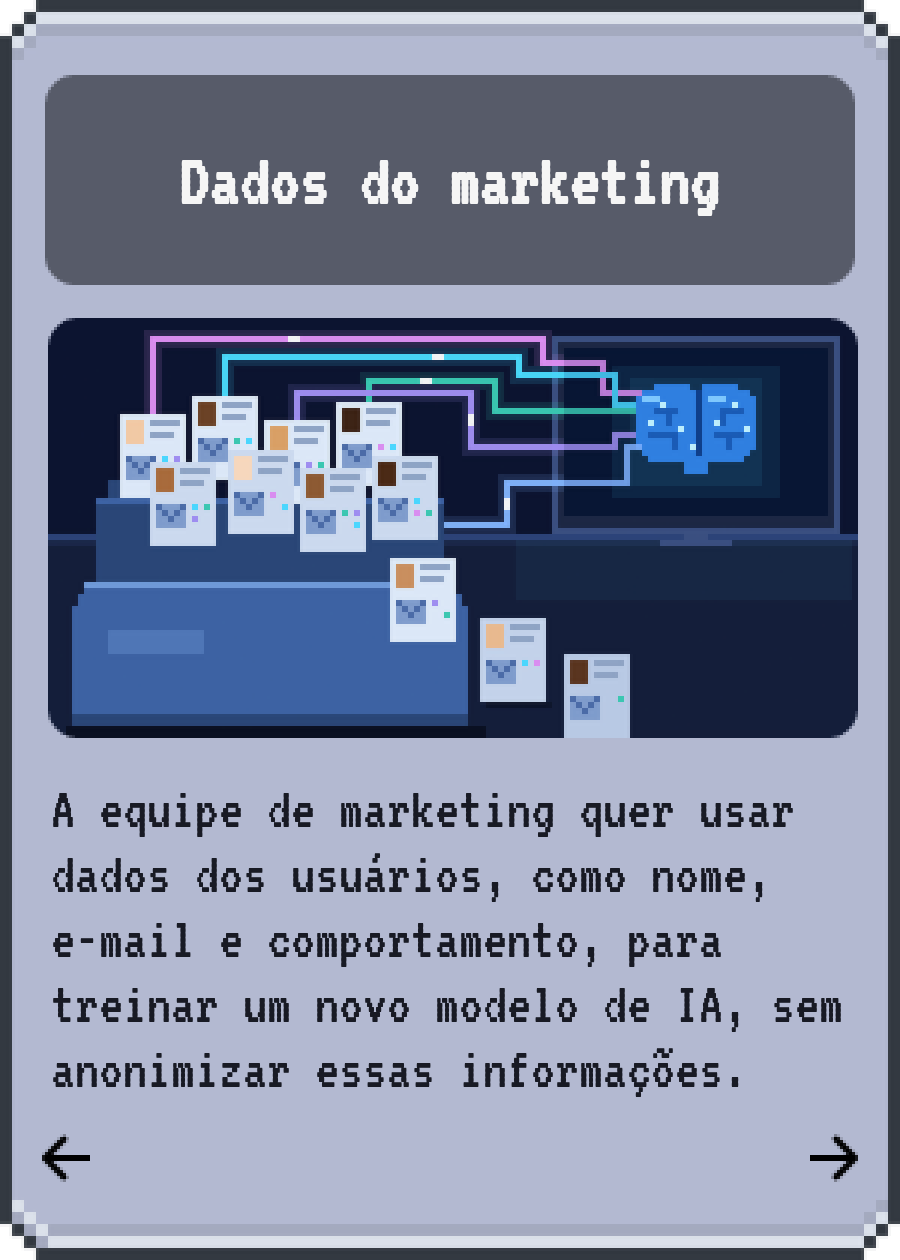 Dados do marketing
A equipe de marketing quer usar
dados dos usuários, como nome,
e-mail e comportamento, para
treinar um novo modelo de IA, sem
anonimizar essas informações.